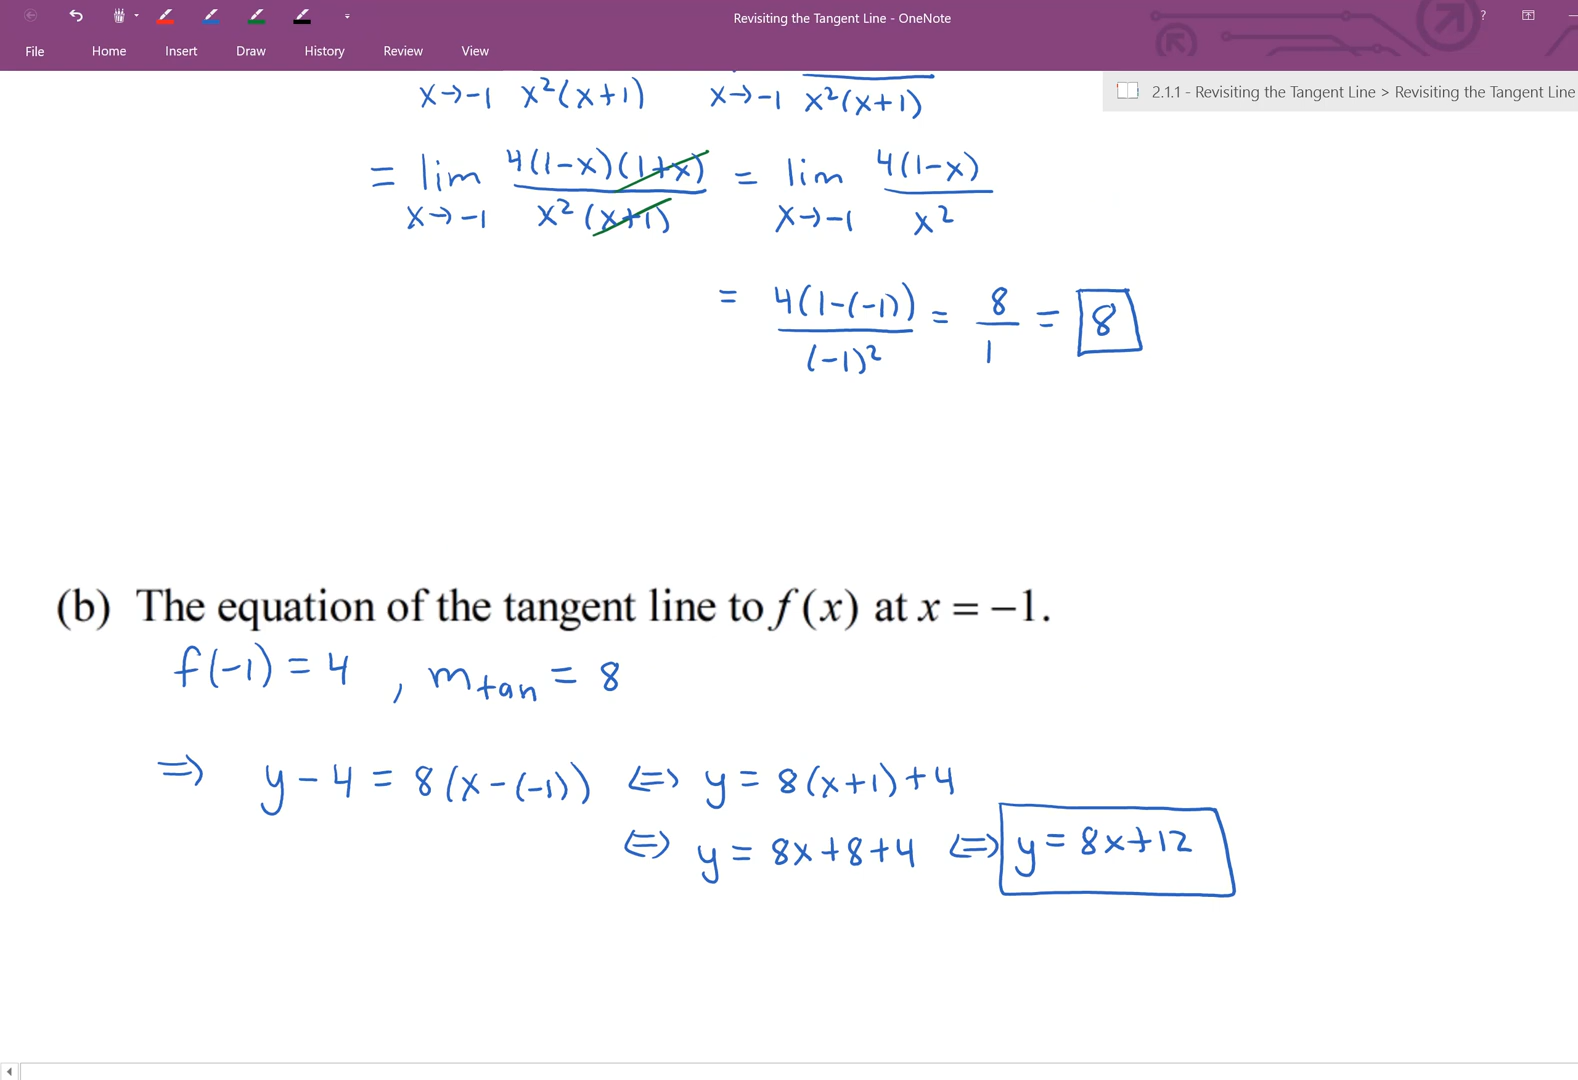 Revisiting the Tangent Line - OneNote
?
File Home Insert Draw History Review View
2.1.1 - Revisiting the Tangent Line > Revisiting the Tangent Line
x→-1 x²(x+1) x→-1 x²(x+1)
= lim 4(1-x)(1+x) = lim 4(1-x)
x→-1 x²(x+1) x→-1 x²
= 4(1-(-1)) = 8 = 8
(-1)² 1
(b) The equation of the tangent line to f(x) at x = −1.
f(-1) = 4 , m tan = 8
⇒ y - 4 = 8(x-(-1)) ⇔ y = 8(x+1)+4
⇔ y = 8x+8+4 ⇔ y = 8x+12